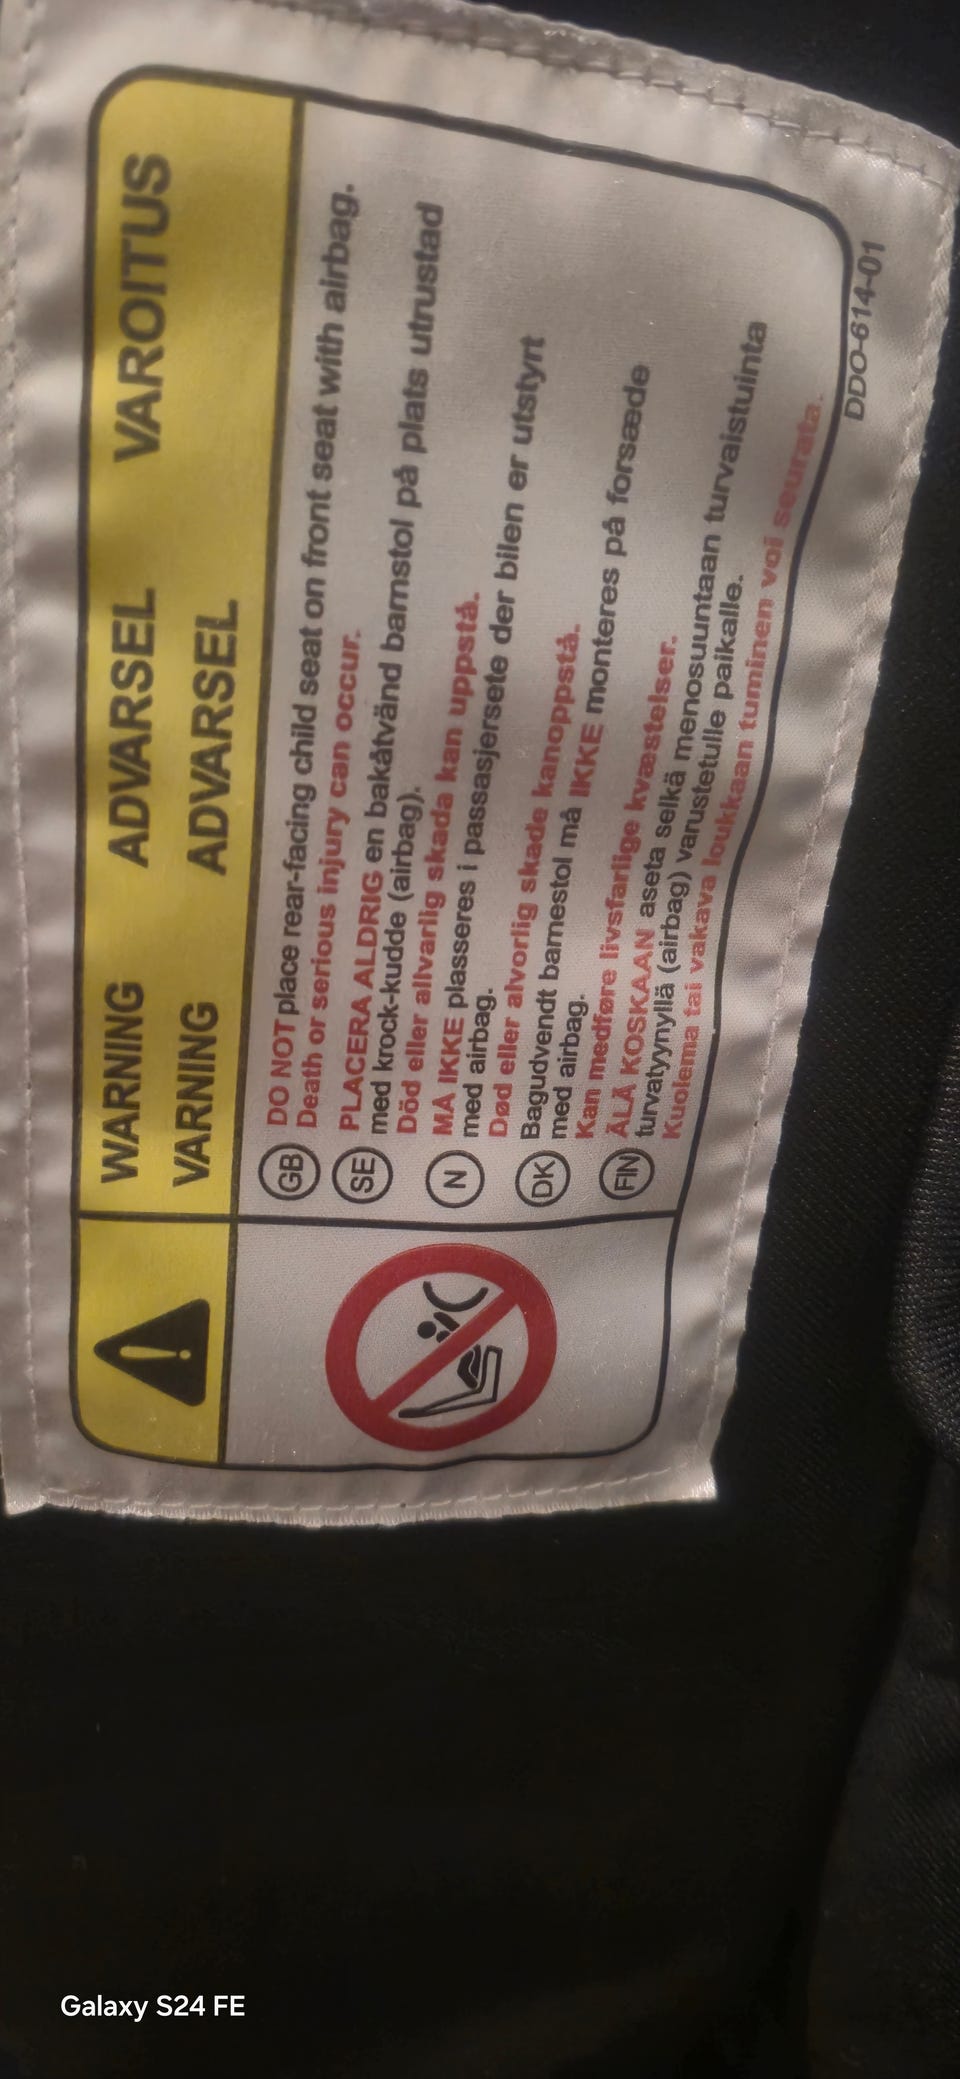 WARNING ADVARSEL VAROITUS
VARNING ADVARSEL
GB DO NOT place rear-facing child seat on front seat with airbag.
Death or serious injury can occur.
SE PLACERA ALDRIG en bakåtvänd barnstol på plats utrustad
med krock-kudde (airbag).
Död eller allvarlig skada kan uppstå.
N MA IKKE plasseres i passasjersete der bilen er utstyrt
med airbag.
Død eller alvorlig skade kanoppstå.
DK Bagudvendt barnestol må IKKE monteres på forsæde
med airbag.
Kan medføre livsfarlige kvæstelser.
FIN ÄLÄ KOSKAAN aseta selkä menosuuntaan turvaistuinta
turvatyynyllä (airbag) varustetulle paikalle.
Kuolema tai vakava loukkaan tuminen voi seurata.
DDO-614-01
Galaxy S24 FE